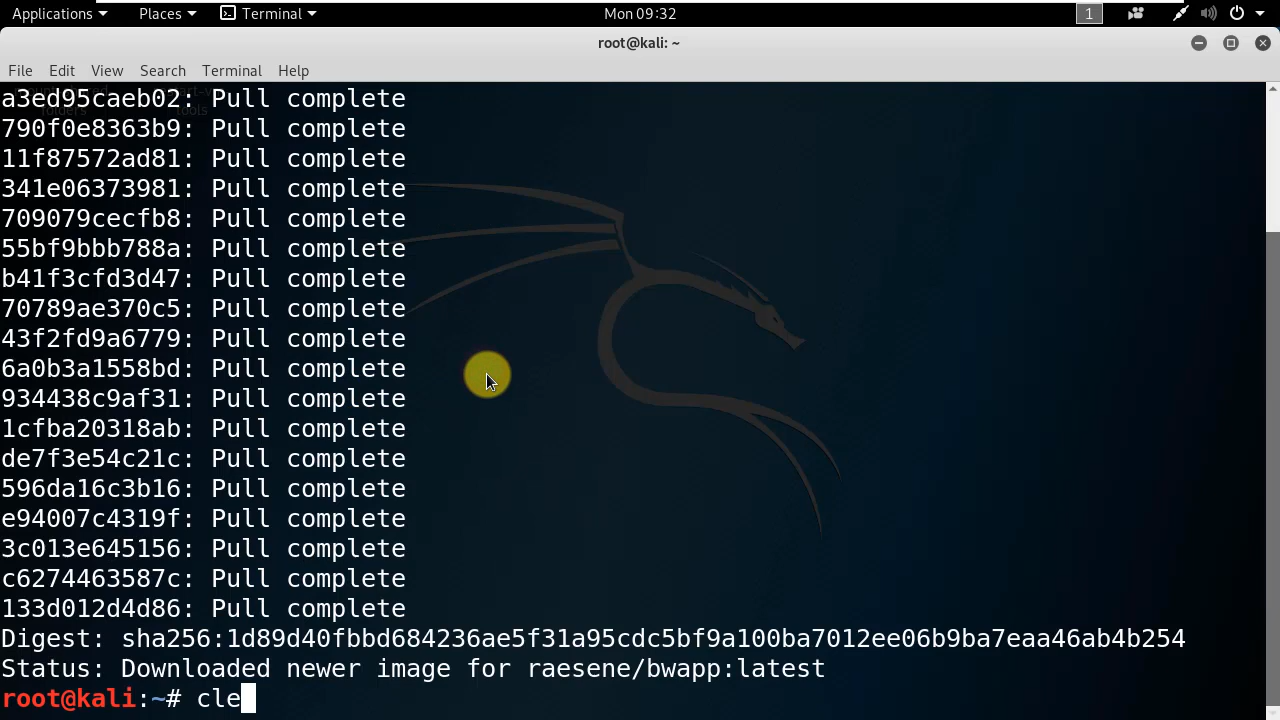 Applications Places Terminal Mon 09:32 1
root@kali: ~
File Edit View Search Terminal Help
a3ed95caeb02: Pull complete
790f0e8363b9: Pull complete
11f87572ad81: Pull complete
341e06373981: Pull complete
709079cecfb8: Pull complete
55bf9bbb788a: Pull complete
b41f3cfd3d47: Pull complete
70789ae370c5: Pull complete
43f2fd9a6779: Pull complete
6a0b3a1558bd: Pull complete
934438c9af31: Pull complete
1cfba20318ab: Pull complete
de7f3e54c21c: Pull complete
596da16c3b16: Pull complete
e94007c4319f: Pull complete
3c013e645156: Pull complete
c6274463587c: Pull complete
133d012d4d86: Pull complete
Digest: sha256:1d89d40fbbd684236ae5f31a95cdc5bf9a100ba7012ee06b9ba7eaa46ab4b254
Status: Downloaded newer image for raesene/bwapp:latest
root@kali:~# cle